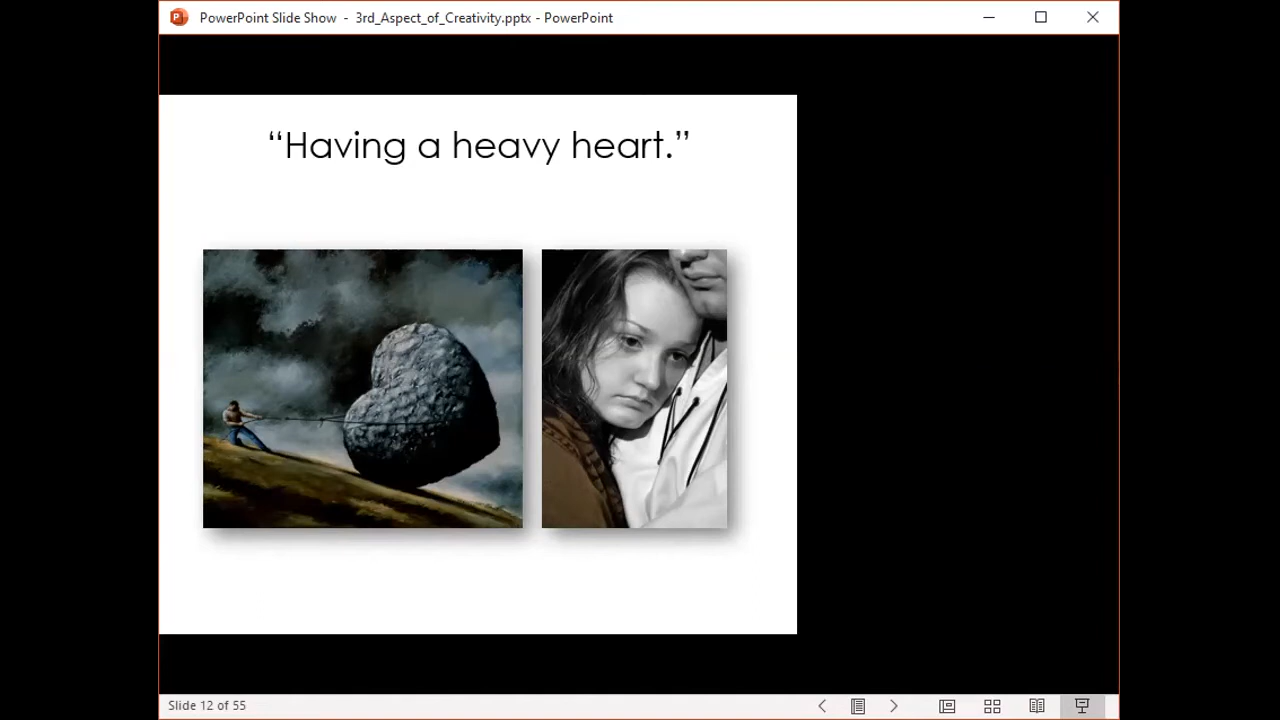 PowerPoint Slide Show - 3rd_Aspect_of_Creativity.pptx - PowerPoint
“Having a heavy heart.”
Slide 12 of 55